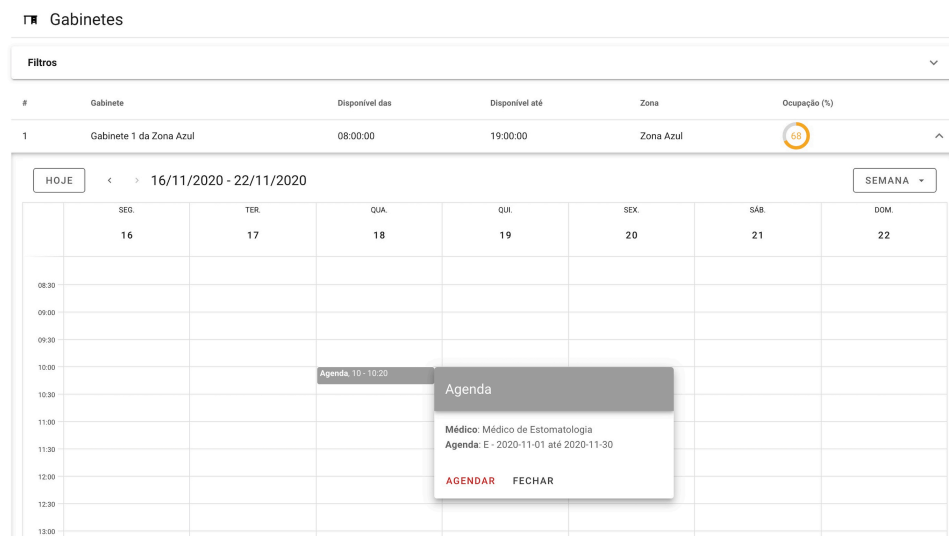 Gabinetes
Filtros
# Gabinete Disponível das Disponível até Zona Ocupação (%)
1 Gabinete 1 da Zona Azul 08:00:00 19:00:00 Zona Azul 68
HOJE 16/11/2020 - 22/11/2020 SEMANA
SEG. TER. QUA. QUI. SEX. SÁB. DOM.
16 17 18 19 20 21 22
08:30
09:00
09:30
10:00
Agenda, 10 - 10:20
Agenda
10:30
11:00
Médico: Médico de Estomatologia
Agenda: E - 2020-11-01 até 2020-11-30
11:30
12:00
AGENDAR FECHAR
12:30
13:00